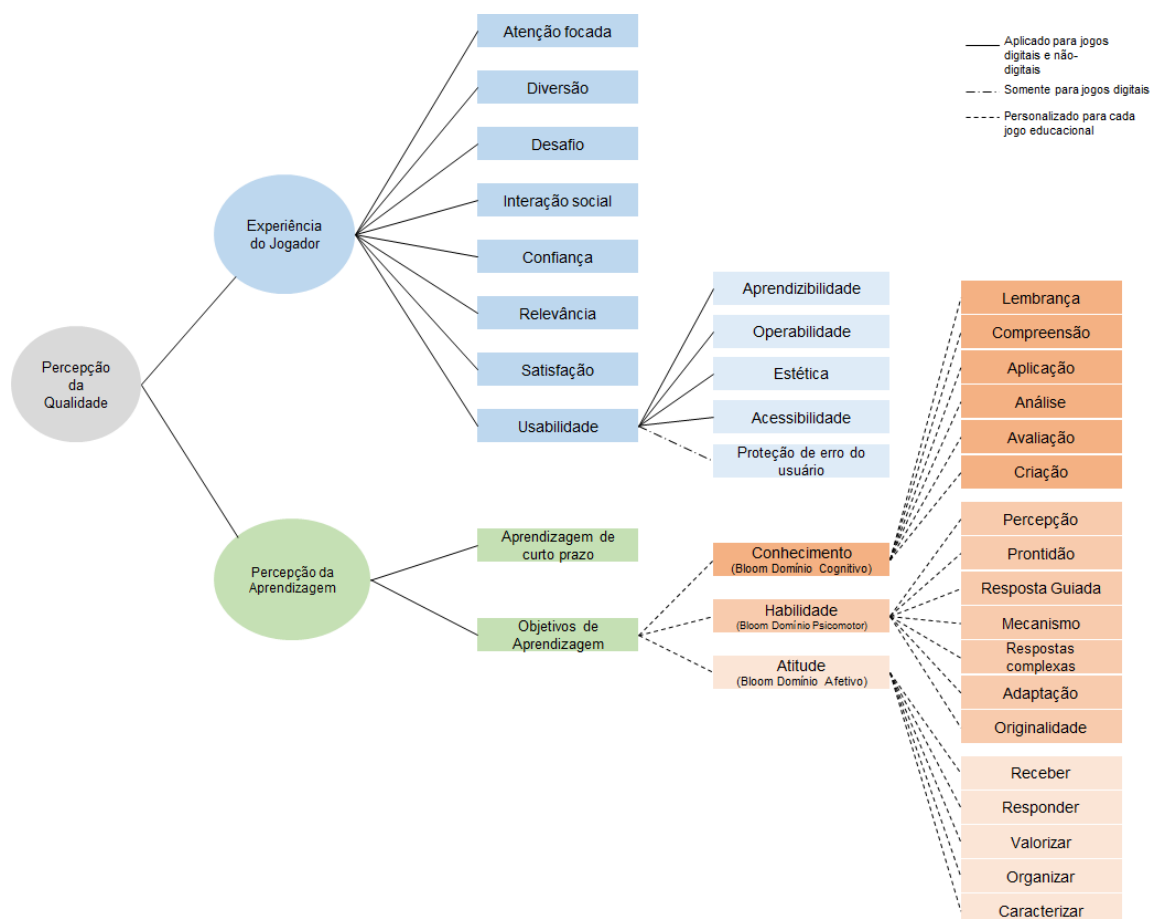 Percepção
da
Qualidade
Experiência
do Jogador
Percepção da
Aprendizagem
Atenção focada
Diversão
Desafio
Interação social
Confiança
Relevância
Satisfação
Usabilidade
Aprendizagem de
curto prazo
Objetivos de
Aprendizagem
Aprendizibilidade
Operabilidade
Estética
Acessibilidade
Proteção de erro do
usuário
Conhecimento
(Bloom Domínio Cognitivo)
Habilidade
(Bloom Domínio Psicomotor)
Atitude
(Bloom Domínio Afetivo)
Aplicado para jogos
digitais e não-
digitais
Somente para jogos digitais
Personalizado para cada
jogo educacional
Lembrança
Compreensão
Aplicação
Análise
Avaliação
Criação
Percepção
Prontidão
Resposta Guiada
Mecanismo
Respostas
complexas
Adaptação
Originalidade
Receber
Responder
Valorizar
Organizar
Caracterizar